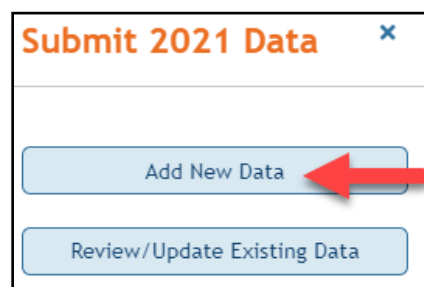 Submit 2021 Data ×
Add New Data
Review/Update Existing Data